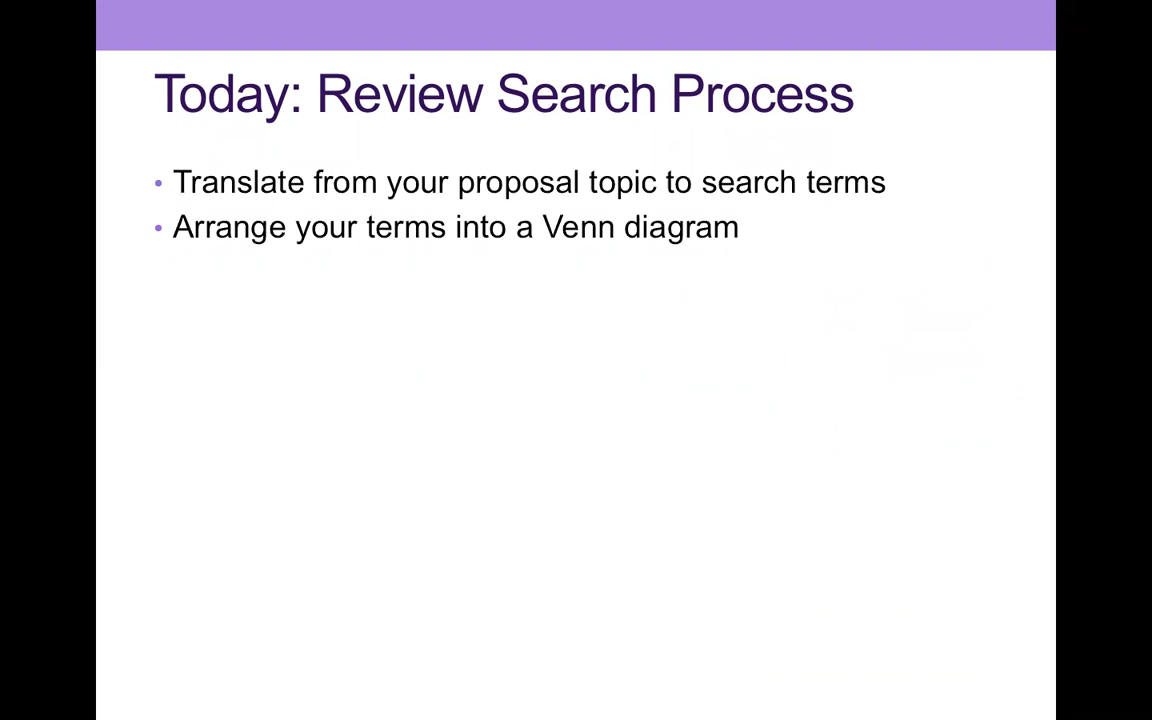 Today: Review Search Process
• Translate from your proposal topic to search terms
• Arrange your terms into a Venn diagram